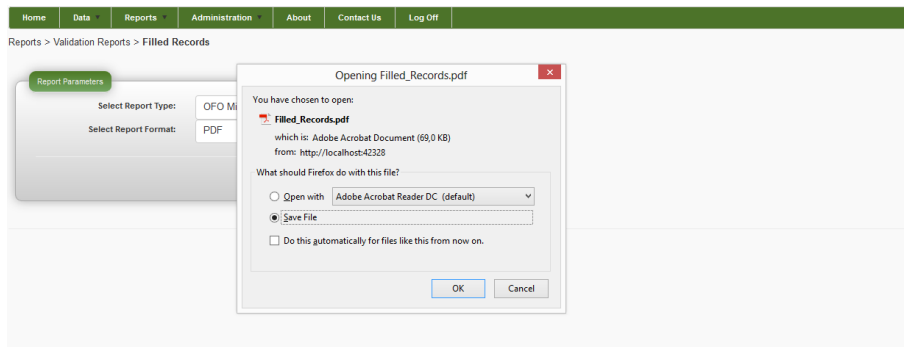 Home Data Reports Administration About Contact Us Log Off
Reports > Validation Reports > Filled Records
Report Parameters
Select Report Type: OFO Mi
Select Report Format: PDF
Opening Filled_Records.pdf
You have chosen to open:
Filled_Records.pdf
which is: Adobe Acrobat Document (69,0 KB)
from: http://localhost:42328
What should Firefox do with this file?
Open with Adobe Acrobat Reader DC (default)
Save File
Do this automatically for files like this from now on.
OK Cancel